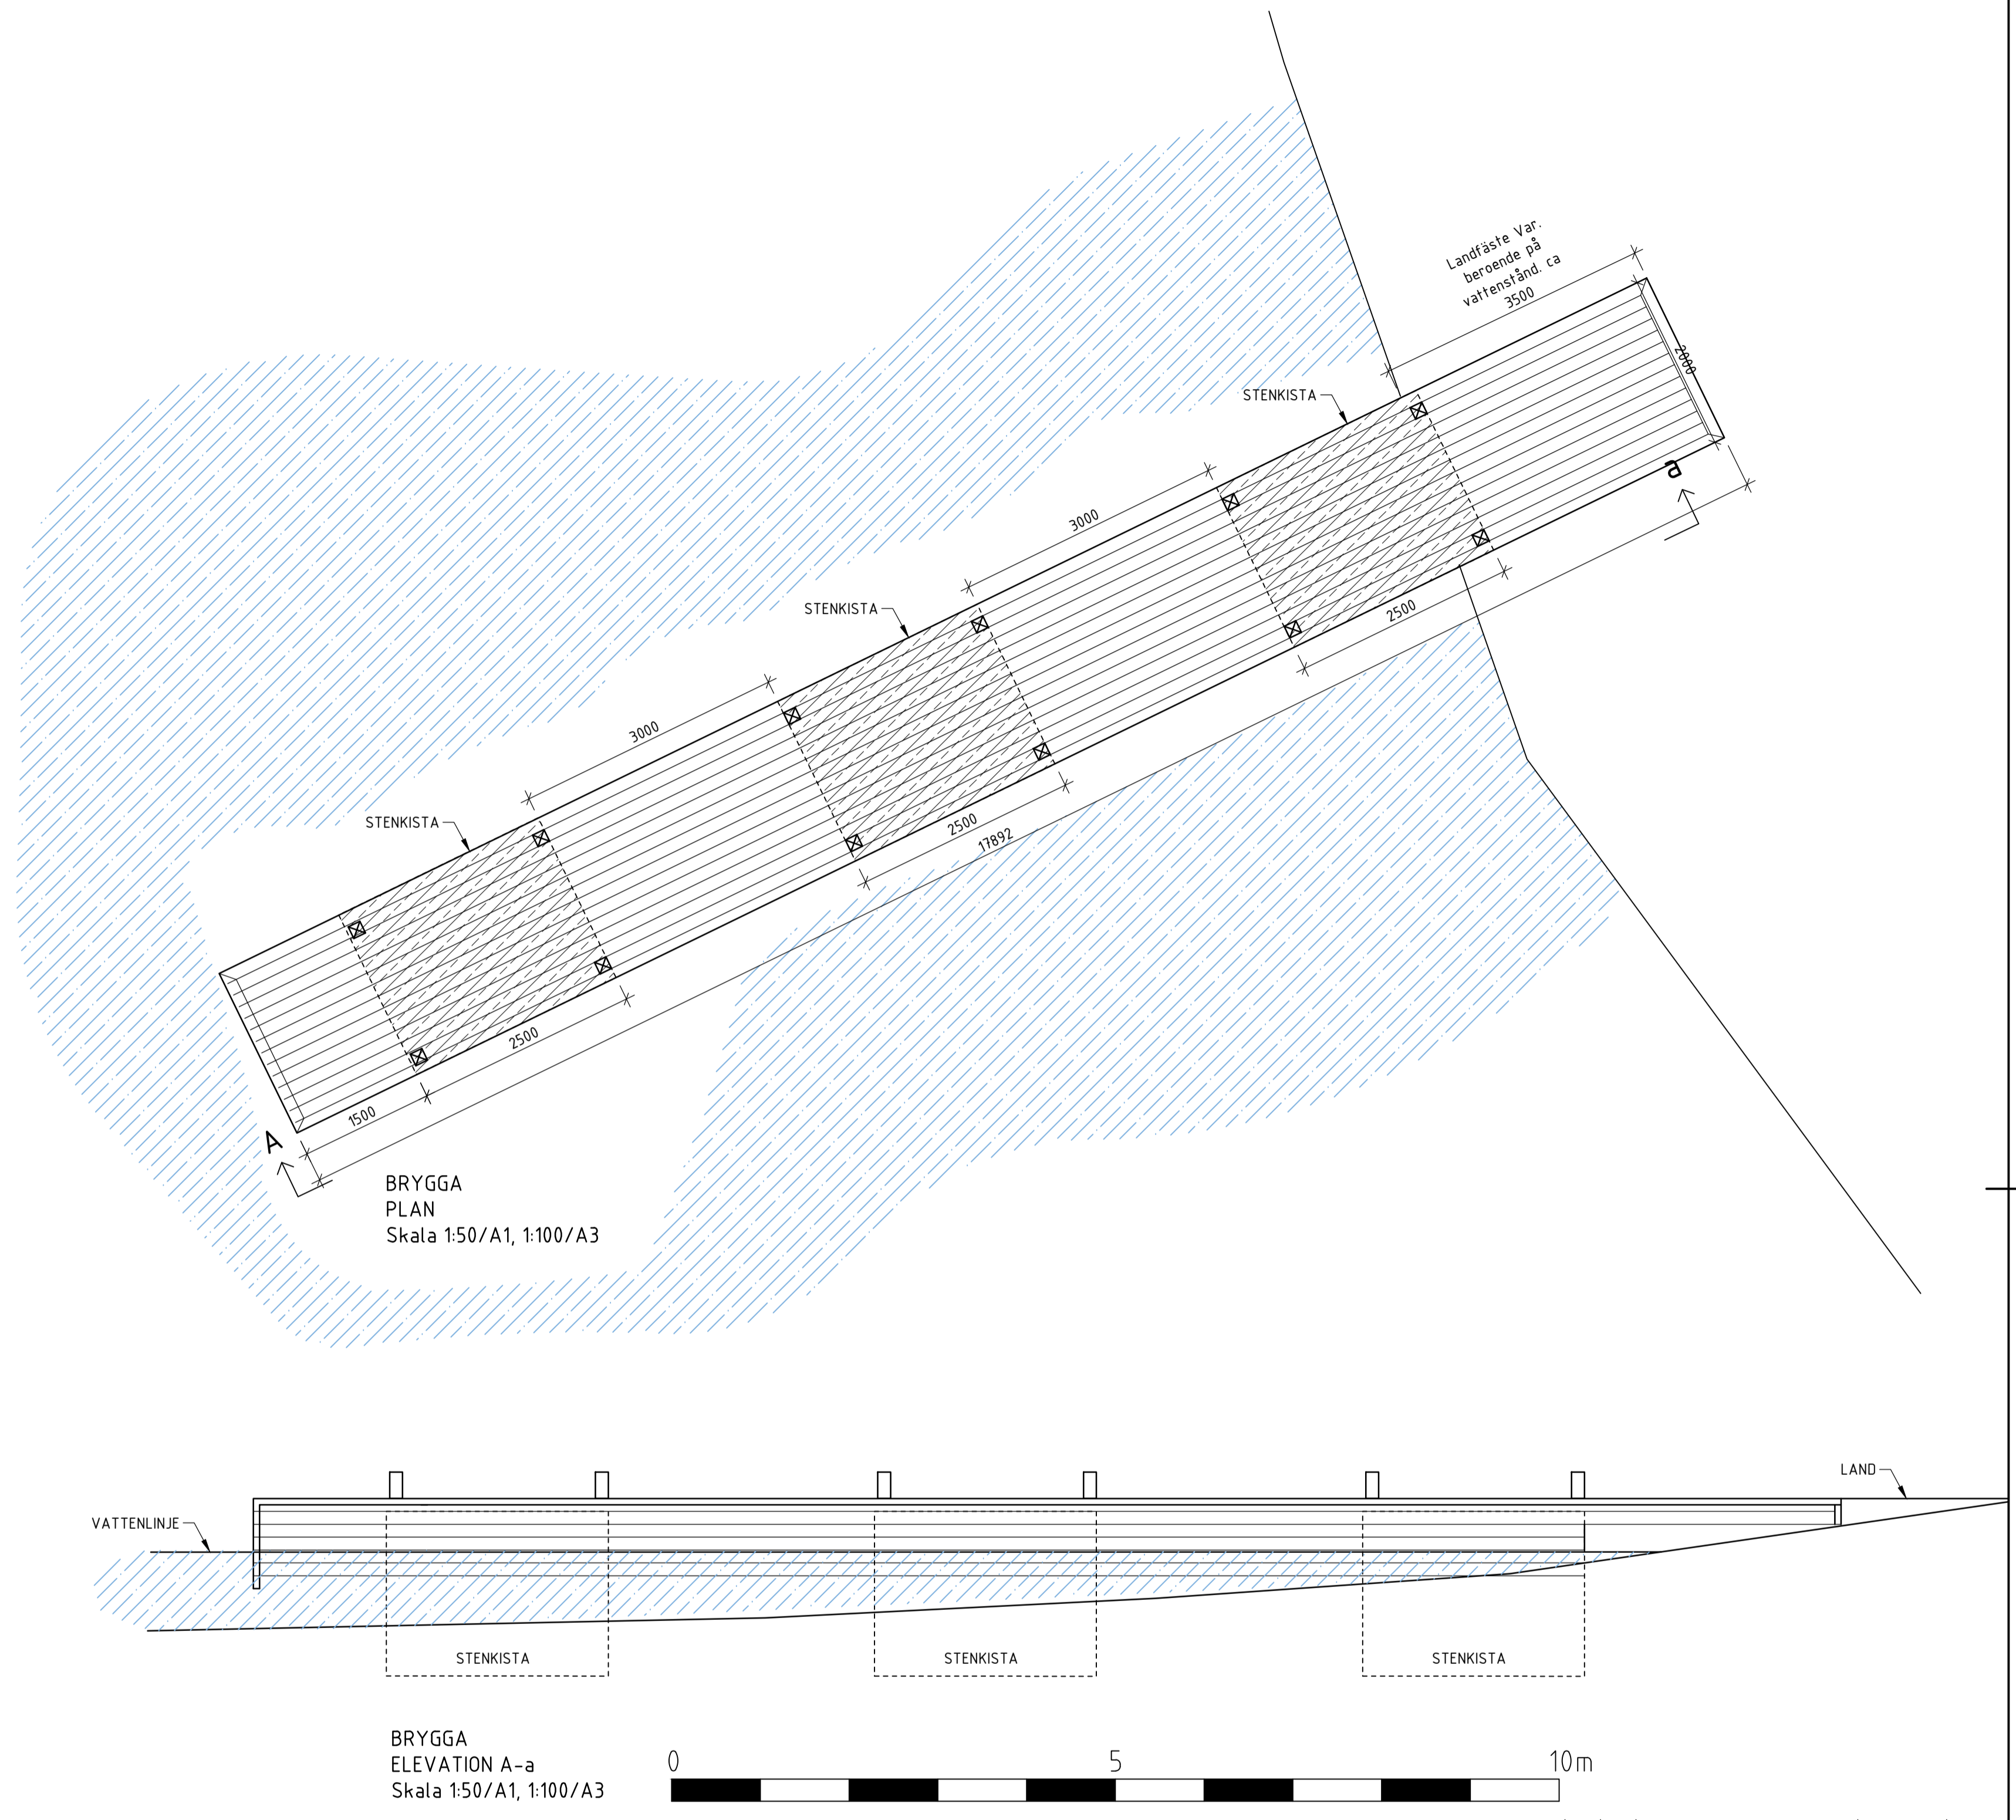 Landfäste Var.
beroende på
vattenstånd. ca
3500
2000
STENKISTA
a
3000
2500
STENKISTA
3000
2500
17892
STENKISTA
2500
1500
A
BRYGGA
PLAN
Skala 1:50/A1, 1:100/A3
LAND
VATTENLINJE
STENKISTA
STENKISTA
STENKISTA
BRYGGA
ELEVATION A-a
Skala 1:50/A1, 1:100/A3
0
5
10m